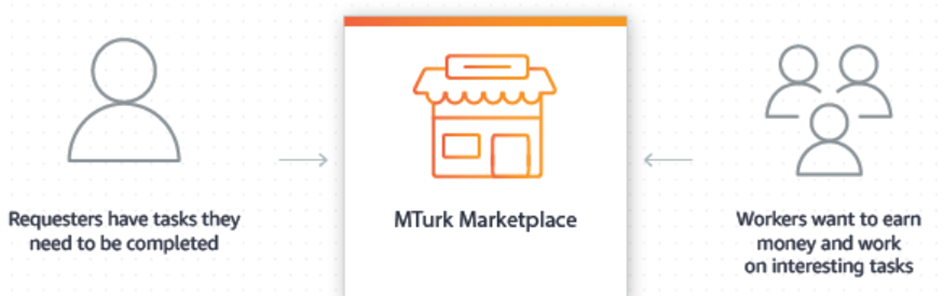 Requesters have tasks they
need to be completed
MTurk Marketplace
Workers want to earn
money and work
on interesting tasks